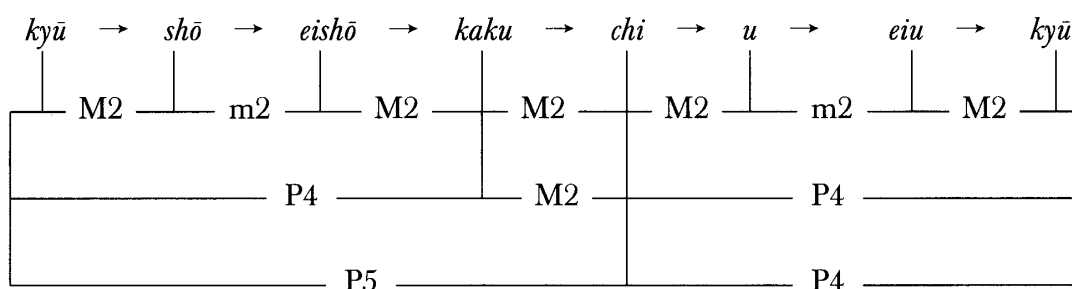 kyū → shō → eishō → kaku → chi → u → eiu → kyū
M2 m2 M2 M2 M2 m2 M2
P4 M2 P4
P5 P4